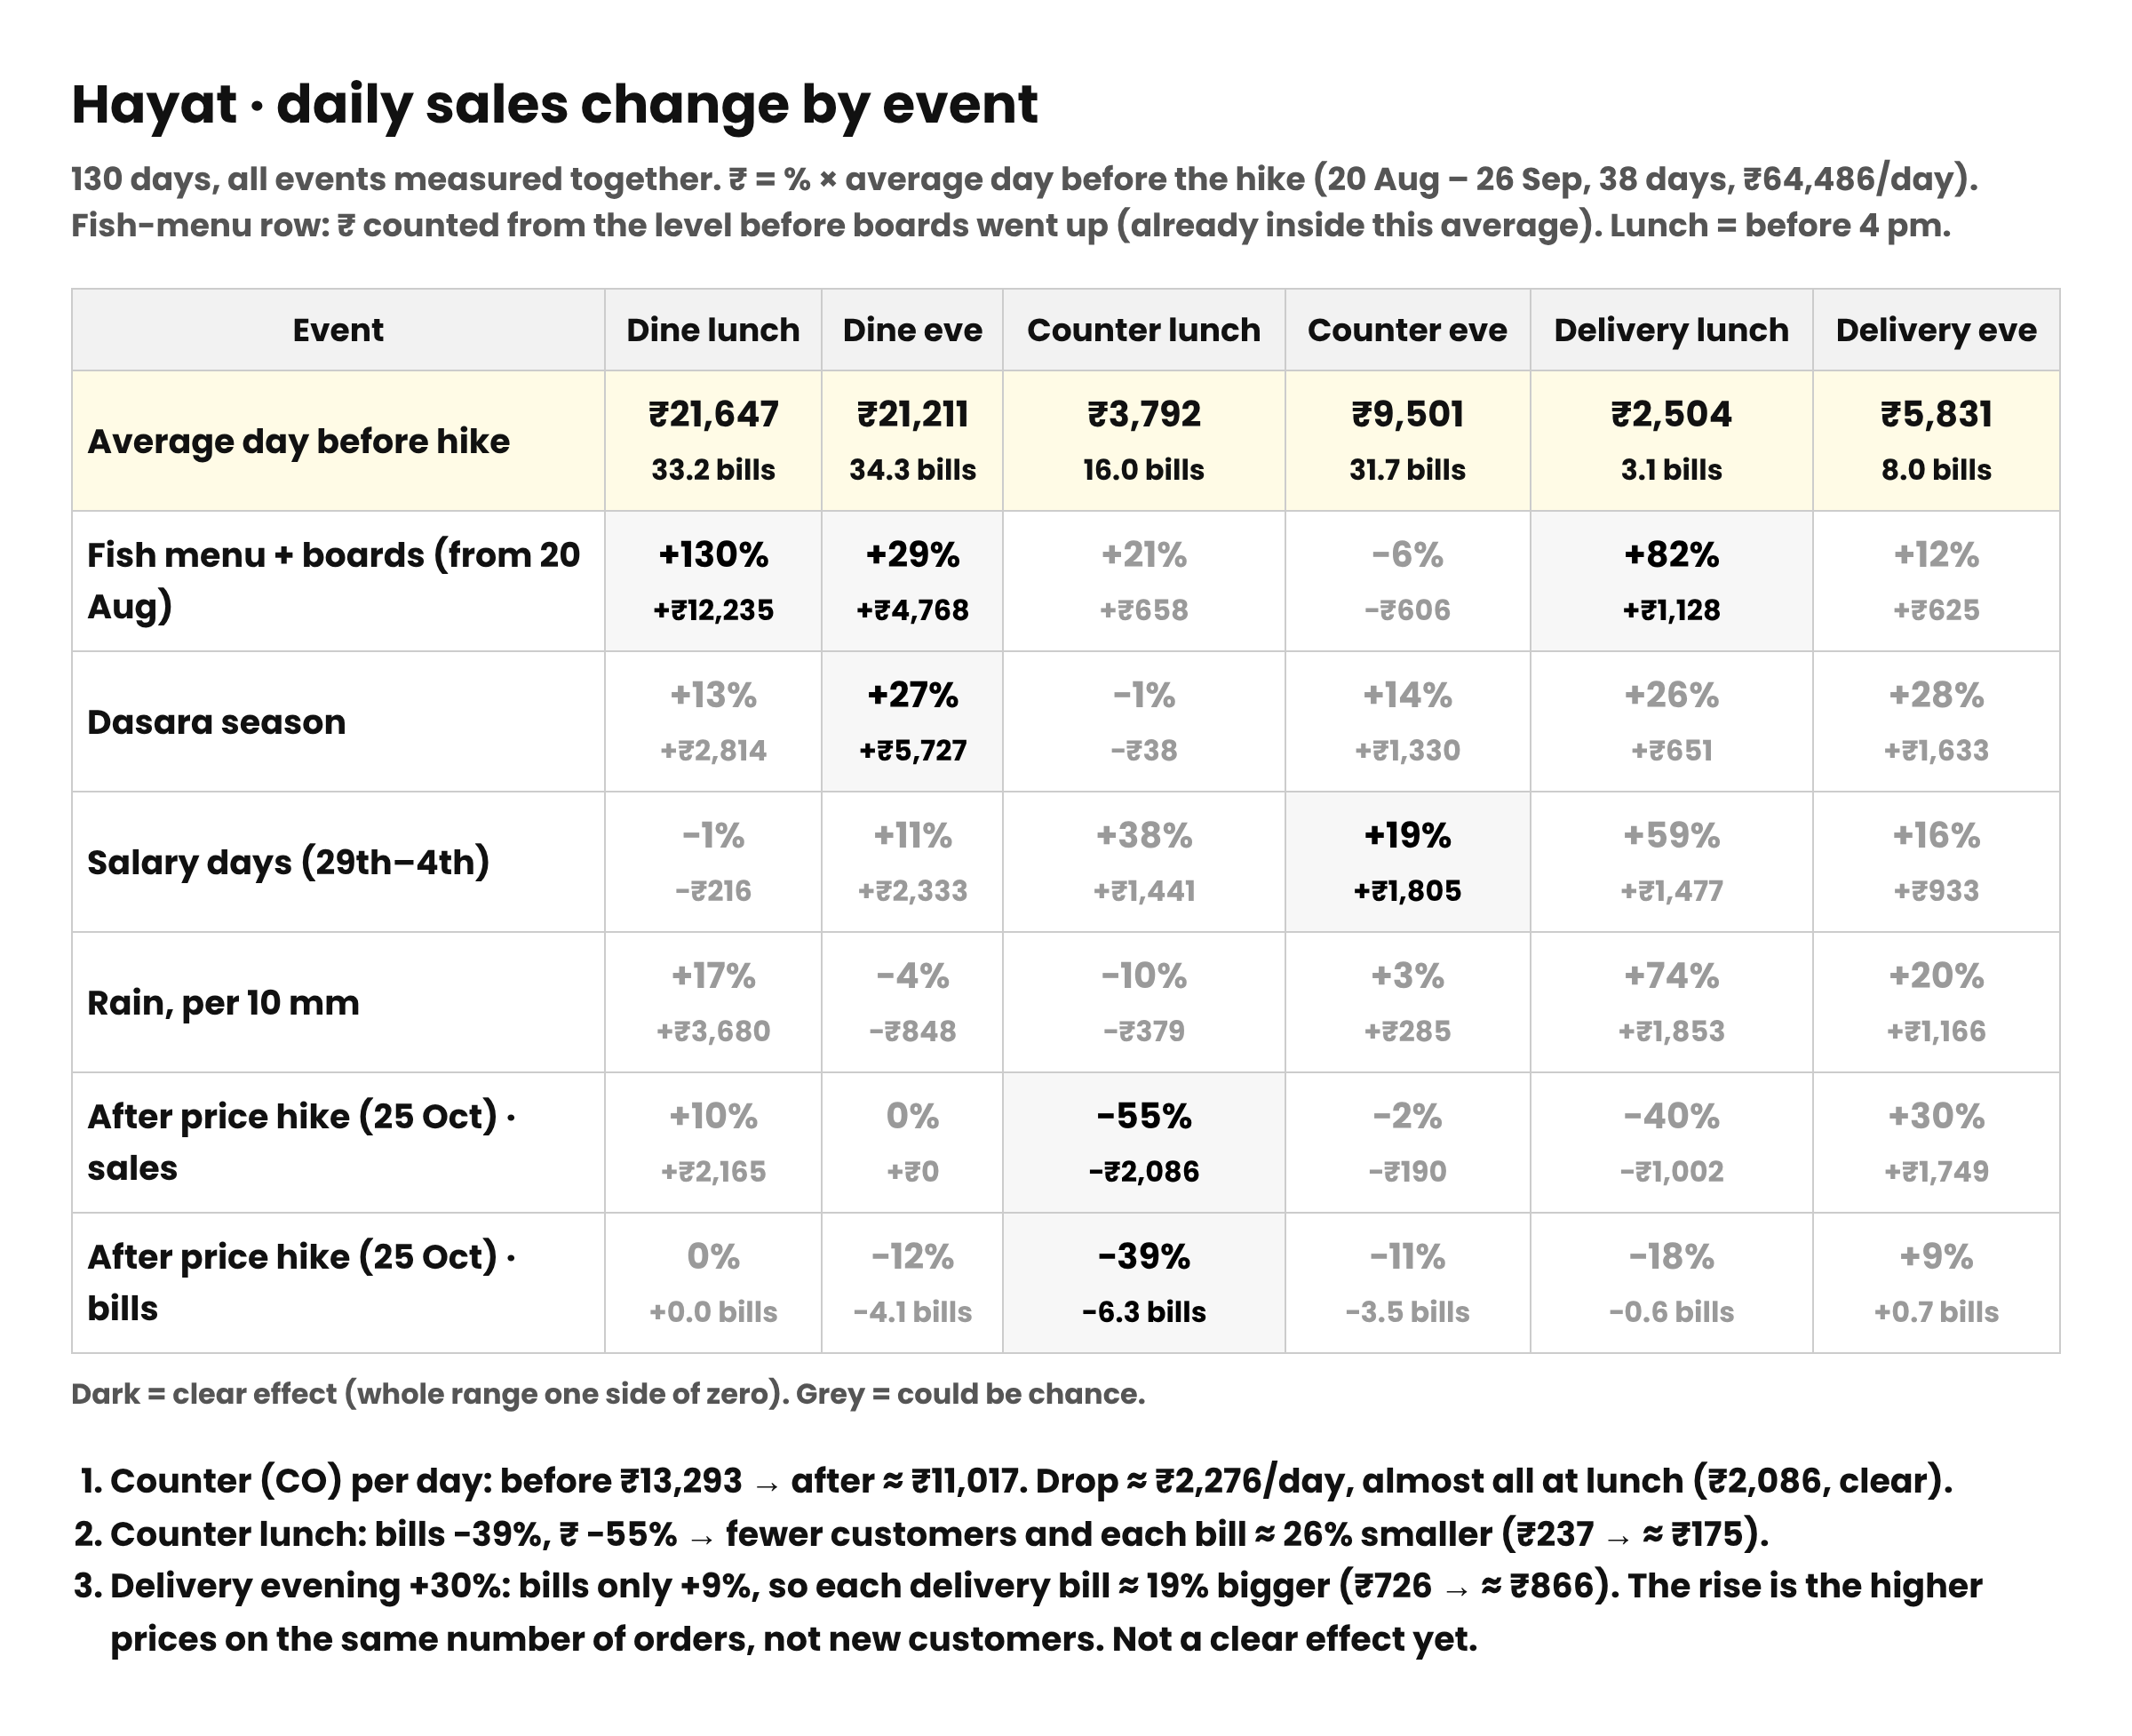 Hayat · daily sales change by event
130 days, all events measured together. ₹ = % × average day before the hike (20 Aug – 26 Sep, 38 days, ₹64,486/day).
Fish-menu row: ₹ counted from the level before boards went up (already inside this average). Lunch = before 4 pm.
Event Dine lunch Dine eve Counter lunch Counter eve Delivery lunch Delivery eve
Average day before hike
₹21,647 ₹21,211 ₹3,792 ₹9,501 ₹2,504 ₹5,831
33.2 bills 34.3 bills 16.0 bills 31.7 bills 3.1 bills 8.0 bills
Fish menu + boards (from 20
Aug)
+130% +29% +21% −6% +82% +12%
+₹12,235 +₹4,768 +₹658 −₹606 +₹1,128 +₹625
Dasara season
+13% +27% −1% +14% +26% +28%
+₹2,814 +₹5,727 −₹38 +₹1,330 +₹651 +₹1,633
Salary days (29th–4th)
−1% +11% +38% +19% +59% +16%
−₹216 +₹2,333 +₹1,441 +₹1,805 +₹1,477 +₹933
Rain, per 10 mm
+17% −4% −10% +3% +74% +20%
+₹3,680 −₹848 −₹379 +₹285 +₹1,853 +₹1,166
After price hike (25 Oct) ·
sales
+10% 0% −55% −2% −40% +30%
+₹2,165 +₹0 −₹2,086 −₹190 −₹1,002 +₹1,749
After price hike (25 Oct) ·
bills
0% −12% −39% −11% −18% +9%
+0.0 bills −4.1 bills −6.3 bills −3.5 bills −0.6 bills +0.7 bills
Dark = clear effect (whole range one side of zero). Grey = could be chance.
1. Counter (CO) per day: before ₹13,293 → after ≈ ₹11,017. Drop ≈ ₹2,276/day, almost all at lunch (₹2,086, clear).
2. Counter lunch: bills −39%, ₹ −55% → fewer customers and each bill ≈ 26% smaller (₹237 → ≈ ₹175).
3. Delivery evening +30%: bills only +9%, so each delivery bill ≈ 19% bigger (₹726 → ≈ ₹866). The rise is the higher
prices on the same number of orders, not new customers. Not a clear effect yet.